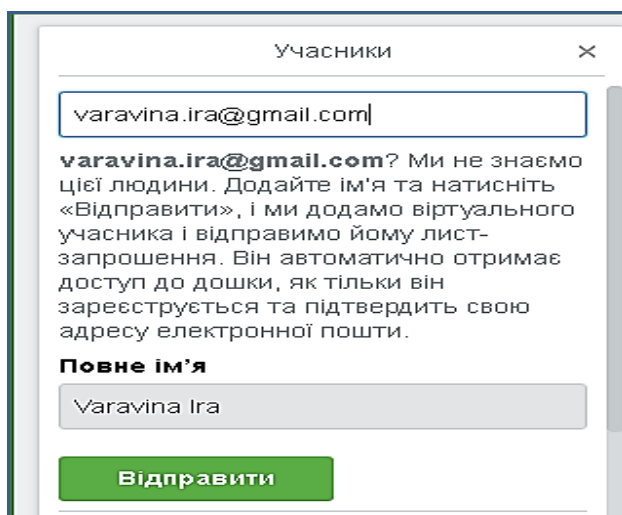 Учасники ×
varavina.ira@gmail.com
varavina.ira@gmail.com? Ми не знаємо
цієї людини. Додайте ім'я та натисніть
«Відправити», і ми додамо віртуального
учасника і відправимо йому лист-
запрошення. Він автоматично отримає
доступ до дошки, як тільки він
зареєструється та підтвердить свою
адресу електронної пошти.
Повне ім’я
Varavina Ira
Відправити